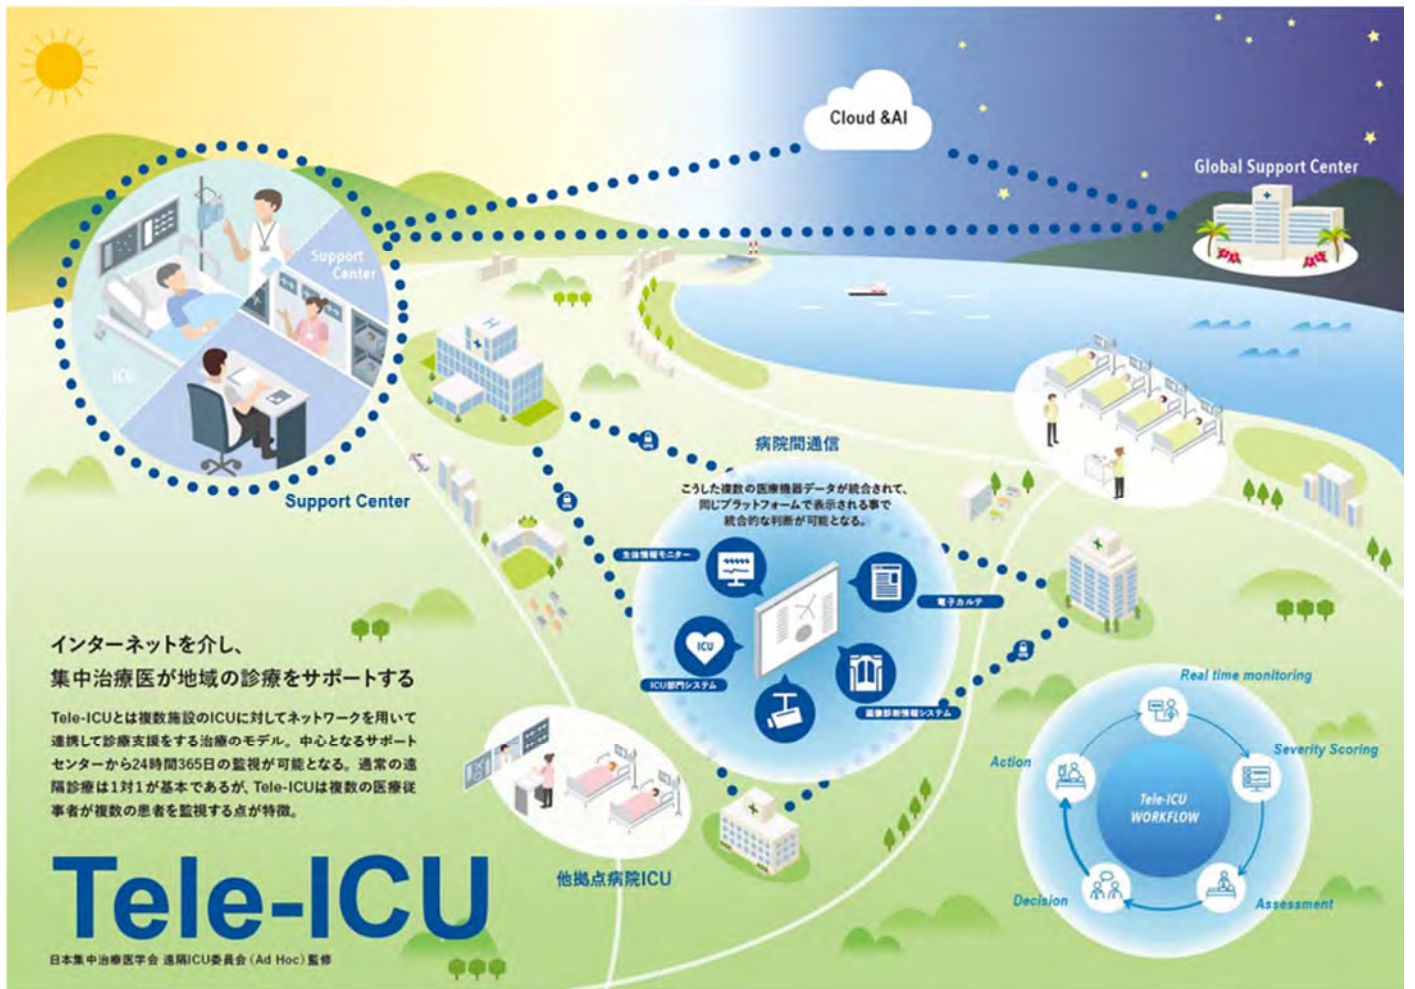 Cloud &AI
Global Support Center
Support
Center
ICU
Support Center
病院間通信
こうした複数の医療機器データが統合されて、
同じプラットフォームで表示される事で
統合的な判断が可能となる。
生体情報モニター
電子カルテ
ICU
ICU部門システム
画像診断情報システム
インターネットを介し、
集中治療医が地域の診療をサポートする
Tele-ICUとは複数施設のICUに対してネットワークを用いて
連携して診療支援をする治療のモデル。中心となるサポート
センターから24時間365日の監視が可能となる。通常の遠
隔診療は1対1が基本であるが、Tele-ICUは複数の医療従
事者が複数の患者を監視する点が特徴。
Tele-ICU
日本集中治療医学会 遠隔ICU委員会（Ad Hoc）監修
他拠点病院ICU
Real time monitoring
Severity Scoring
Action
Tele-ICU
WORKFLOW
Decision
Assessment
H